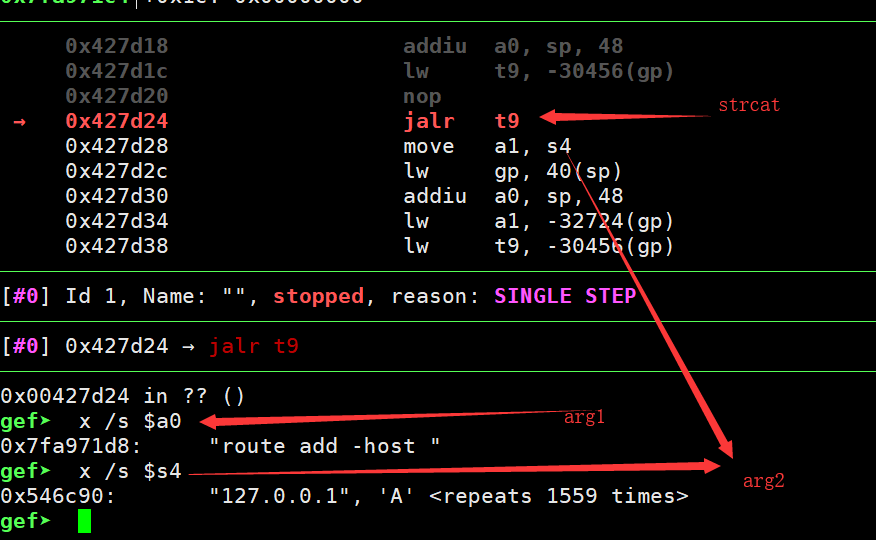 0x427d18 addiu a0, sp, 48
0x427d1c lw t9, -30456(gp)
0x427d20 nop
→ 0x427d24 jalr t9 strcat
0x427d28 move a1, s4
0x427d2c lw gp, 40(sp)
0x427d30 addiu a0, sp, 48
0x427d34 lw a1, -32724(gp)
0x427d38 lw t9, -30456(gp)
[#0] Id 1, Name: "", stopped, reason: SINGLE STEP
[#0] 0x427d24 → jalr t9
0x00427d24 in ?? ()
gef➤ x /s $a0 arg1
0x7fa971d8: "route add -host "
gef➤ x /s $s4 arg2
0x546c90: "127.0.0.1", 'A' <repeats 1559 times>
gef➤